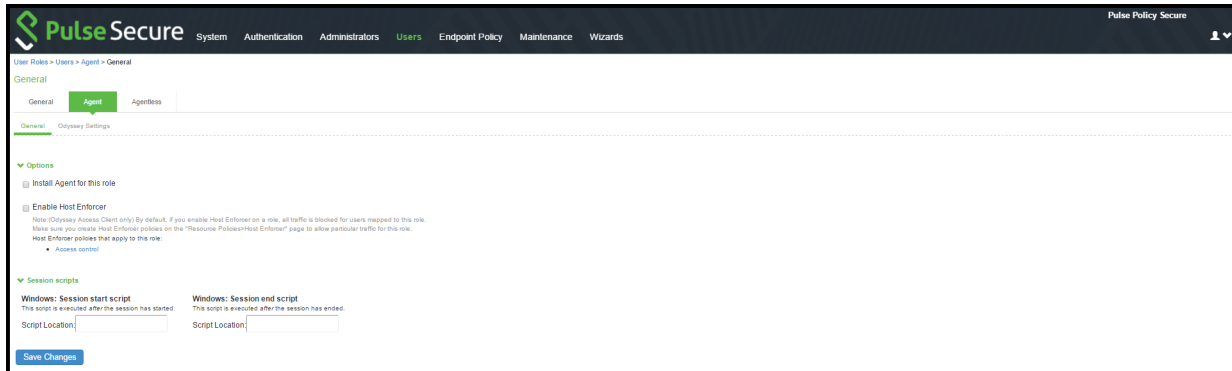 Pulse Policy Secure
Pulse Secure System Authentication Administrators Users Endpoint Policy Maintenance Wizards
User Roles > Users > Agent > General
General
General Agent Agentless
General Odyssey Settings
Options
Install Agent for this role
Enable Host Enforcer
Note:(Odyssey Access Client only) By default, if you enable Host Enforcer on a role, all traffic is blocked for users mapped to this role.
Make sure you create Host Enforcer policies on the "Resource Policies>Host Enforcer" page to allow particular traffic for this role.
Host Enforcer policies that apply to this role:
• Access control
Session scripts
Windows: Session start script Windows: Session end script
This script is executed after the session has started. This script is executed after the session has ended.
Script Location: Script Location:
Save Changes